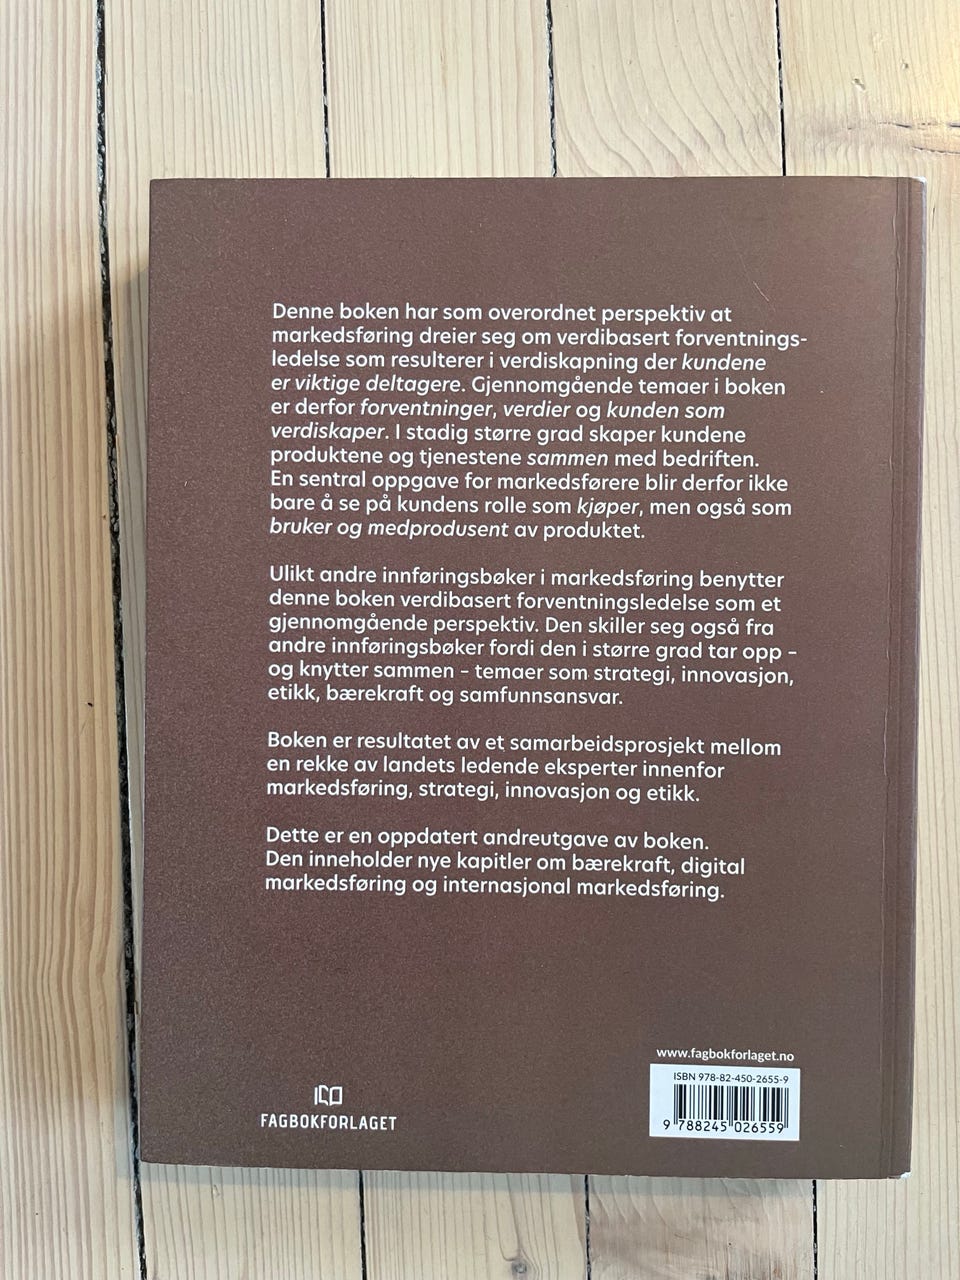 Denne boken har som overordnet perspektiv at
markedsføring dreier seg om verdibasert forventnings-
ledelse som resulterer i verdiskapning der kundene
er viktige deltagere. Gjennomgående temaer i boken
er derfor forventninger, verdier og kunden som
verdiskaper. I stadig større grad skaper kundene
produktene og tjenestene sammen med bedriften.
En sentral oppgave for markedsførere blir derfor ikke
bare å se på kundens rolle som kjøper, men også som
bruker og medprodusent av produktet.
Ulikt andre innføringsbøker i markedsføring benytter
denne boken verdibasert forventningsledelse som et
gjennomgående perspektiv. Den skiller seg også fra
andre innføringsbøker fordi den i større grad tar opp –
og knytter sammen – temaer som strategi, innovasjon,
etikk, bærekraft og samfunnsansvar.
Boken er resultatet av et samarbeidsprosjekt mellom
en rekke av landets ledende eksperter innenfor
markedsføring, strategi, innovasjon og etikk.
Dette er en oppdatert andreutgave av boken.
Den inneholder nye kapitler om bærekraft, digital
markedsføring og internasjonal markedsføring.
www.fagbokforlaget.no
ISBN 978-82-450-2655-9
9 788245 026559
FAGBOKFORLAGET